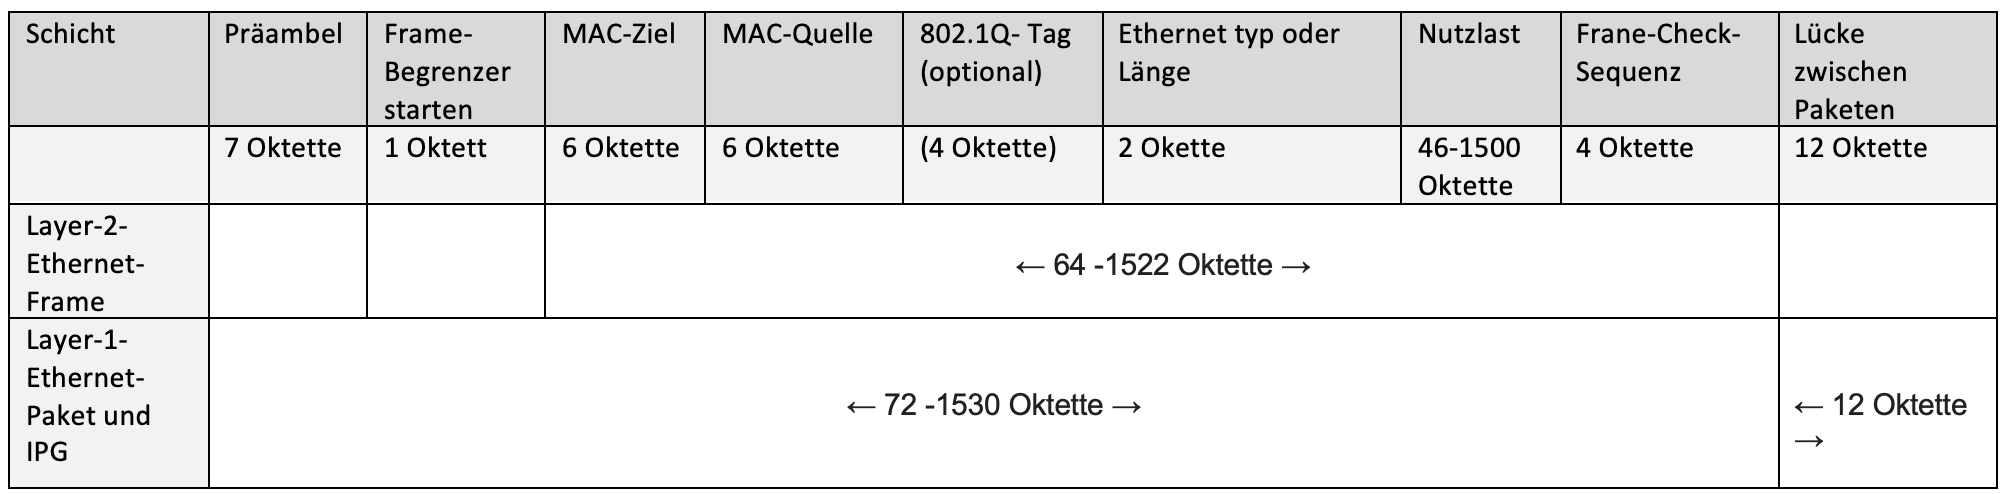 Schicht
Präambel
Frame-
Begrenzer
starten
MAC-Ziel
MAC-Quelle
802.1Q- Tag
(optional)
Ethernet typ oder
Länge
Nutzlast
Frane-Check-
Sequenz
Lücke
zwischen
Paketen
7 Oktette
1 Oktett
6 Oktette
6 Oktette
(4 Oktette)
2 Okette
46-1500
Oktette
4 Oktette
12 Oktette
Layer-2-
Ethernet-
Frame
← 64 -1522 Oktette →
Layer-1-
Ethernet-
Paket und
IPG
← 72 -1530 Oktette →
← 12 Oktette
→